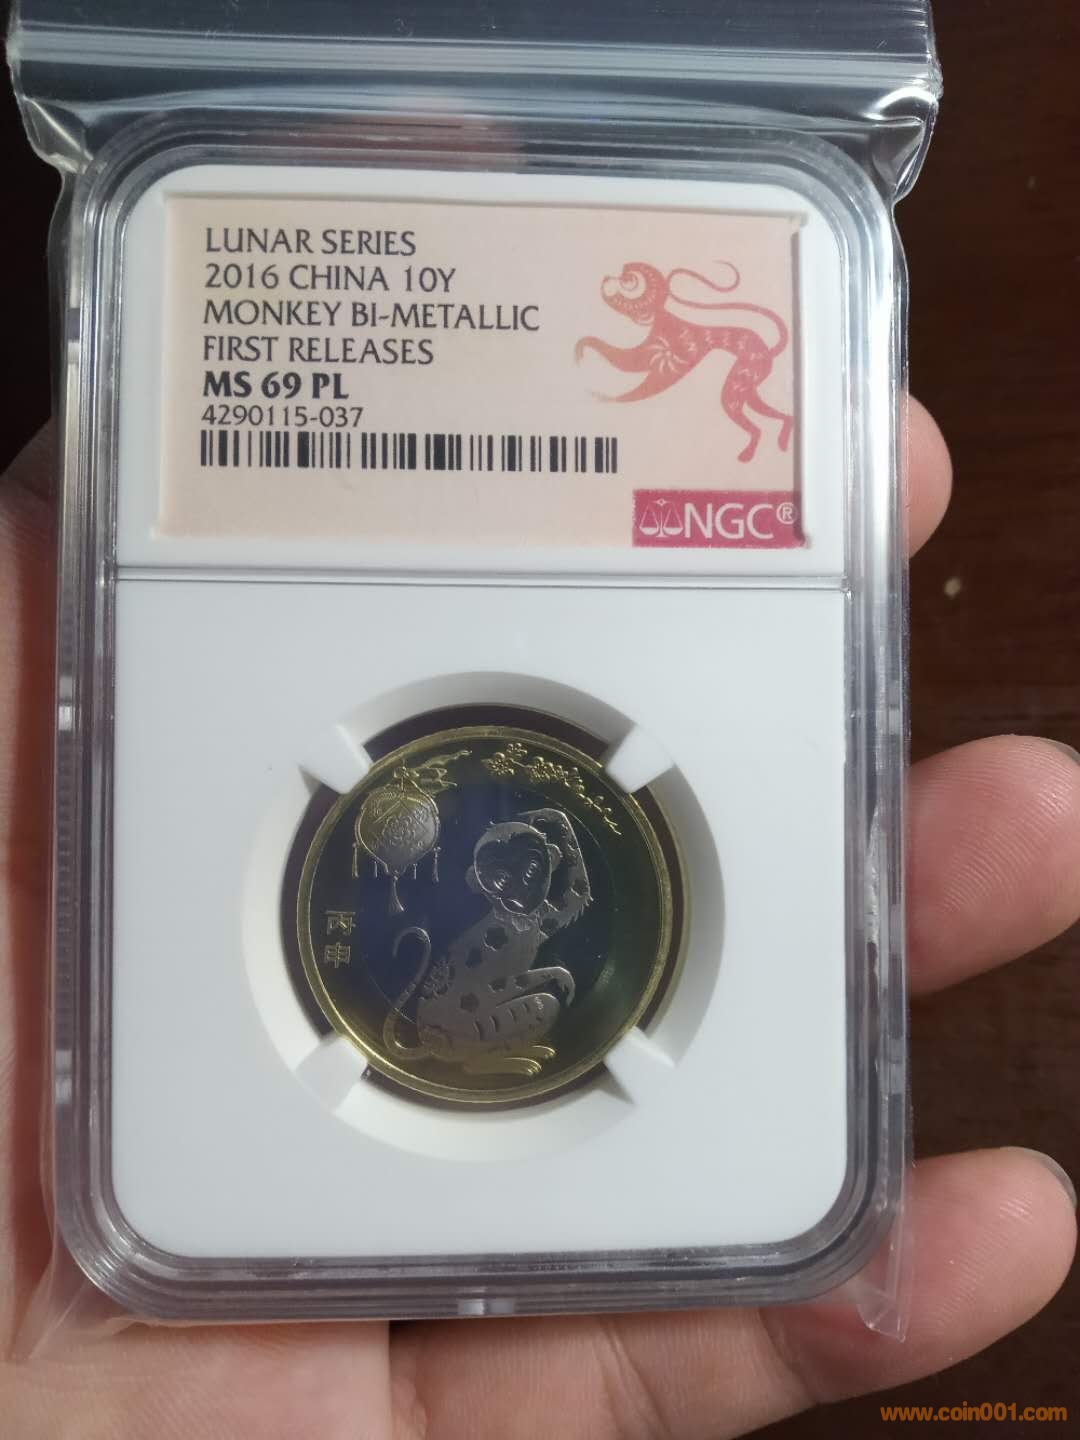 LUNAR SERIES
2016 CHINA 10Y
MONKEY BI-METALLIC
FIRST RELEASES
MS 69 PL
4290115-037
NGC®
丙申
www.coin001.com